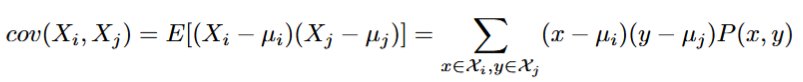 cov(X_i, X_j) = E[(X_i − μ_i)(X_j − μ_j)] = ∑_{x∈𝒳_i, y∈𝒳_j} (x − μ_i)(y − μ_j)P(x, y)